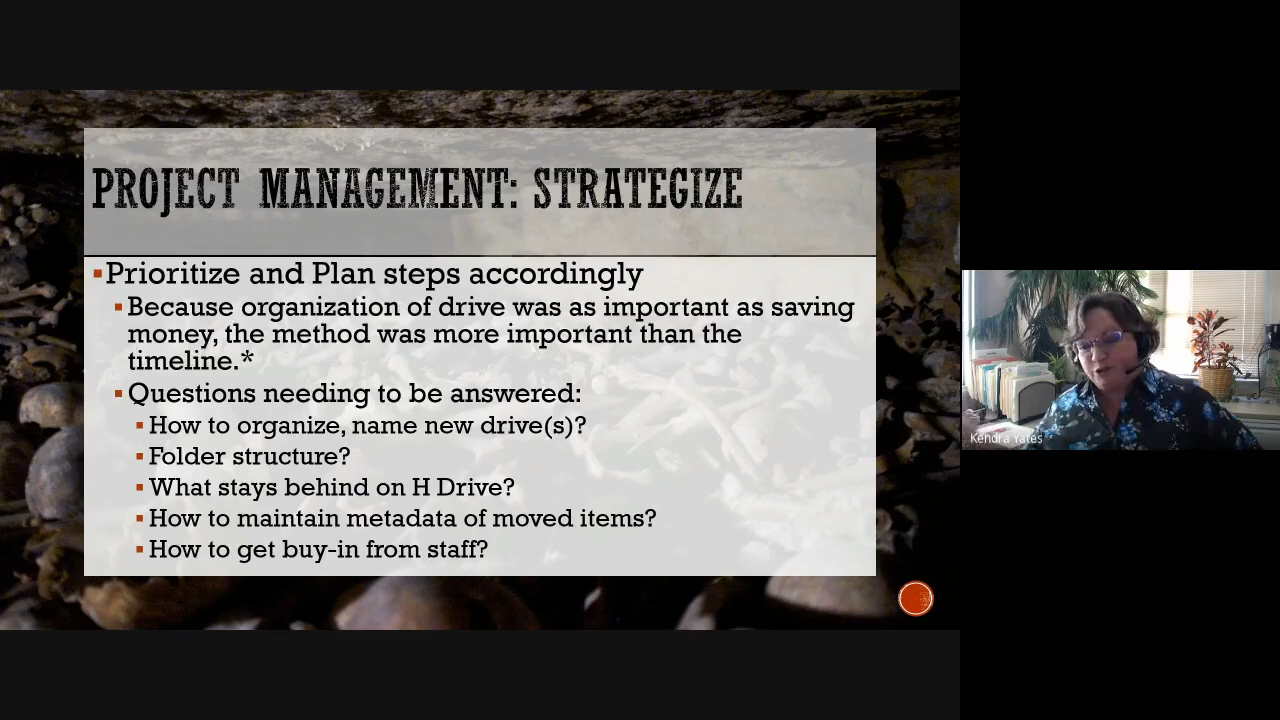 PROJECT MANAGEMENT: STRATEGIZE
Prioritize and Plan steps accordingly
Because organization of drive was as important as saving
money, the method was more important than the
timeline.*
Questions needing to be answered:
How to organize, name new drive(s)?
Folder structure?
What stays behind on H Drive?
How to maintain metadata of moved items?
How to get buy-in from staff?
Kendra Yates